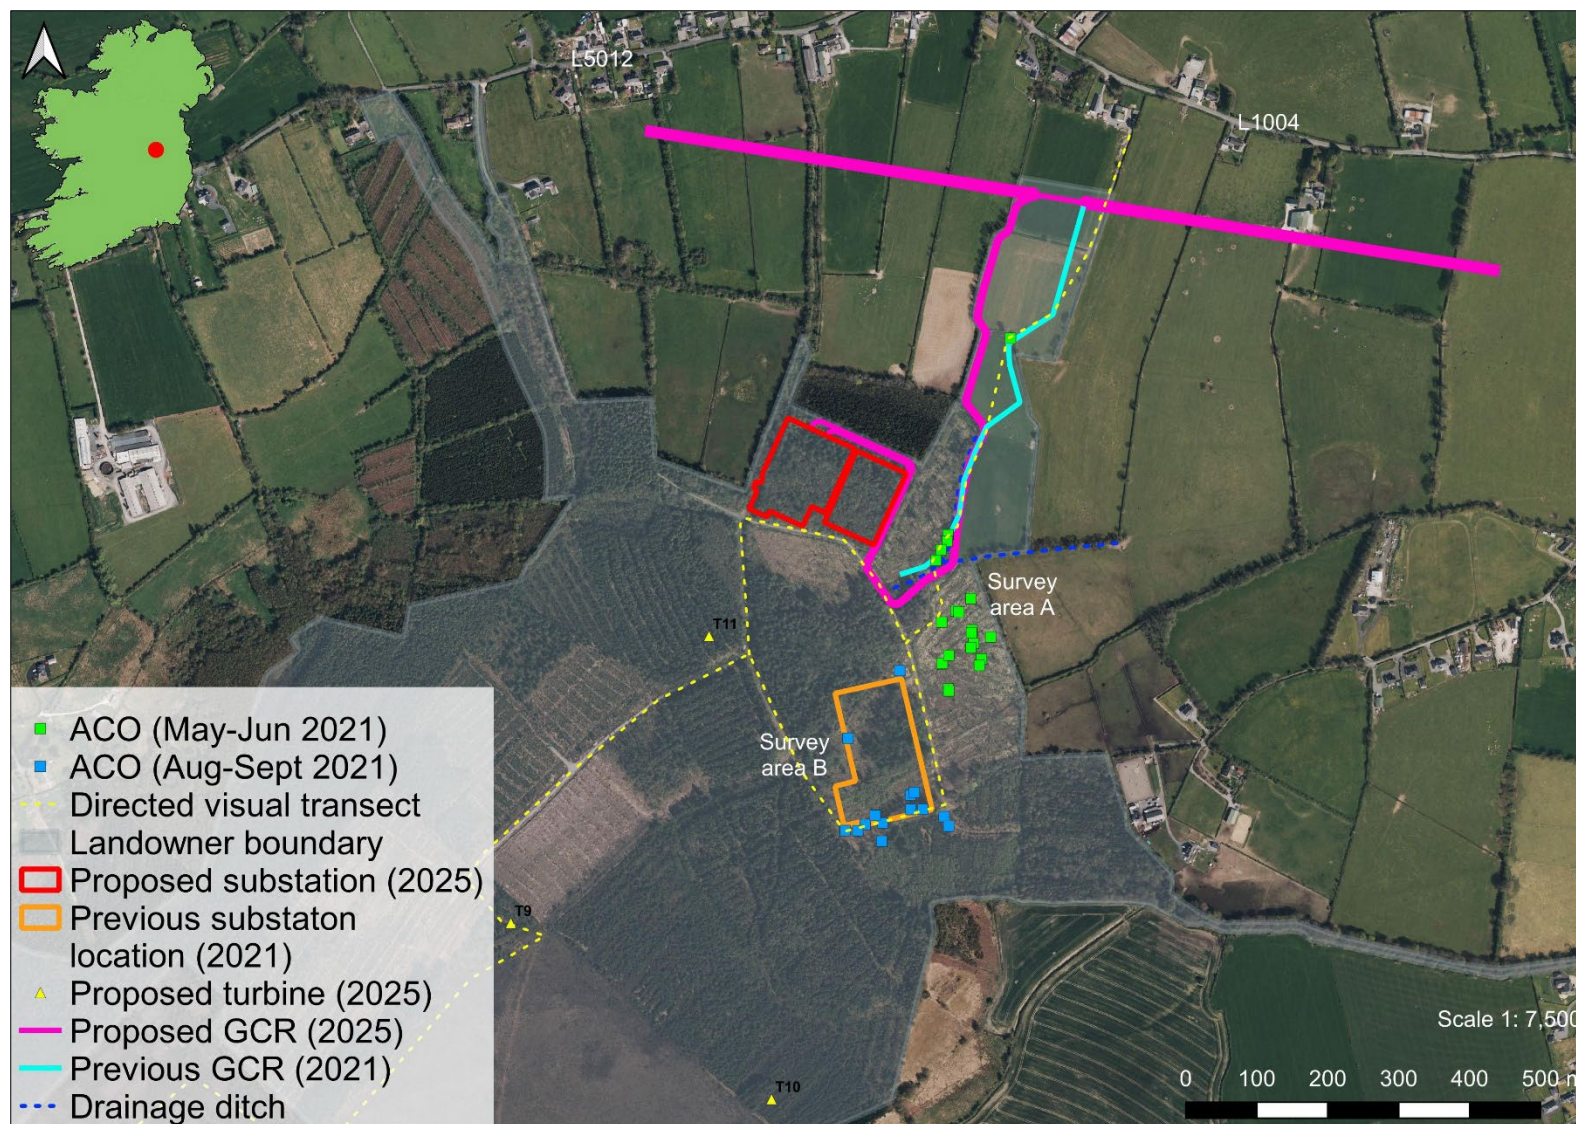 L5012
L1004
Survey
area A
T11
Survey
area B
T9
T10
ACO (May-Jun 2021)
ACO (Aug-Sept 2021)
Directed visual transect
Landowner boundary
Proposed substation (2025)
Previous substaton
location (2021)
Proposed turbine (2025)
Proposed GCR (2025)
Previous GCR (2021)
Drainage ditch
Scale 1: 7,500
0 100 200 300 400 500 m